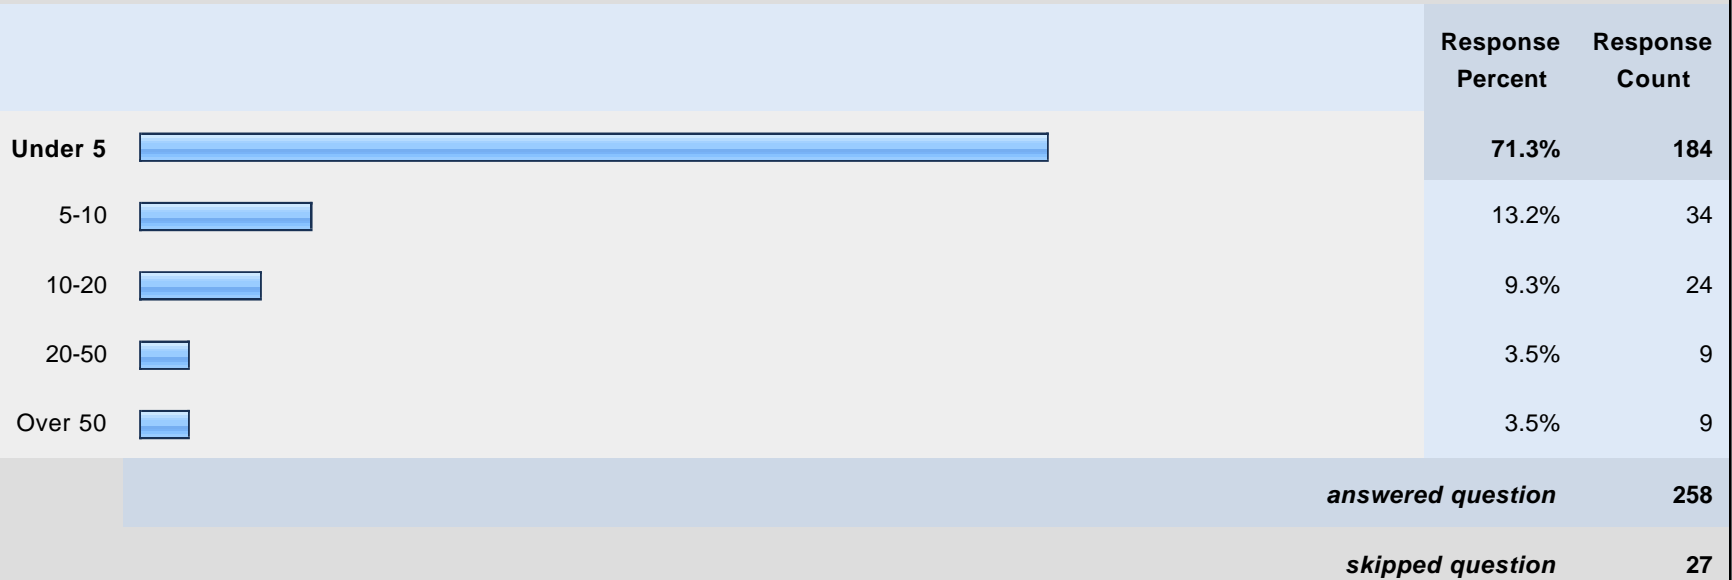 Response Response
Percent Count
Under 5 71.3% 184
5-10 13.2% 34
10-20 9.3% 24
20-50 3.5% 9
Over 50 3.5% 9
answered question 258
skipped question 27